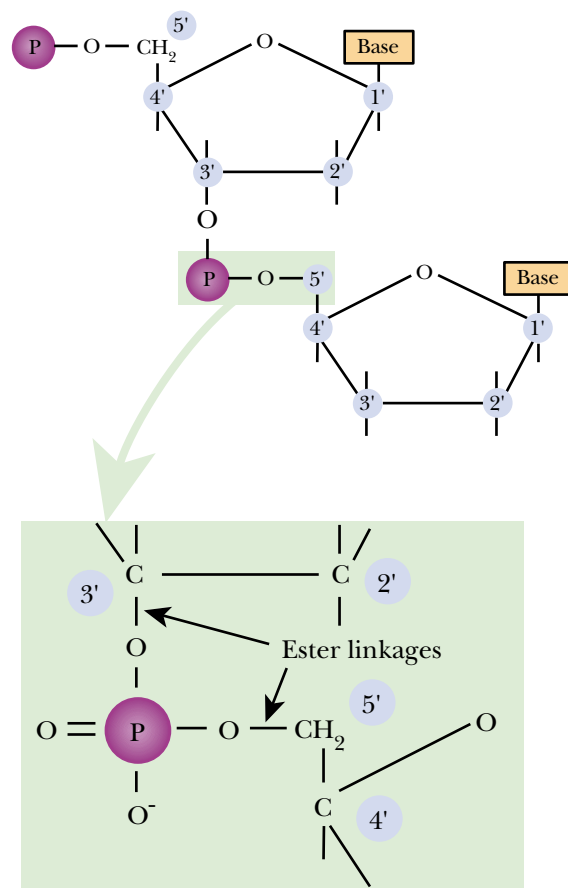 5'
P O CH2 O Base
4' 1'
3' 2'
O
P O 5' O Base
4' 1'
3' 2'
3' C C 2'
O Ester linkages
5'
O P O CH2 O
O- C 4'